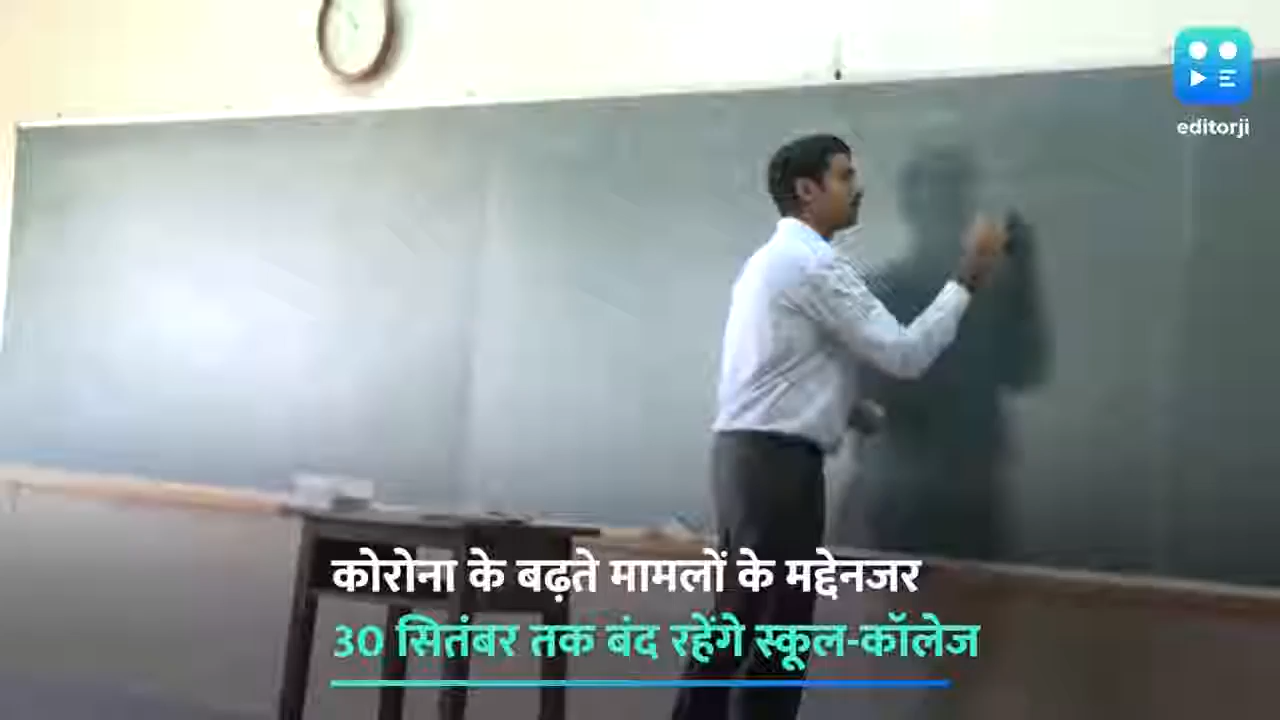 editorji
कोरोना के बढ़ते मामलों के मद्देनजर
30 सितंबर तक बंद रहेंगे स्कूल-कॉलेज